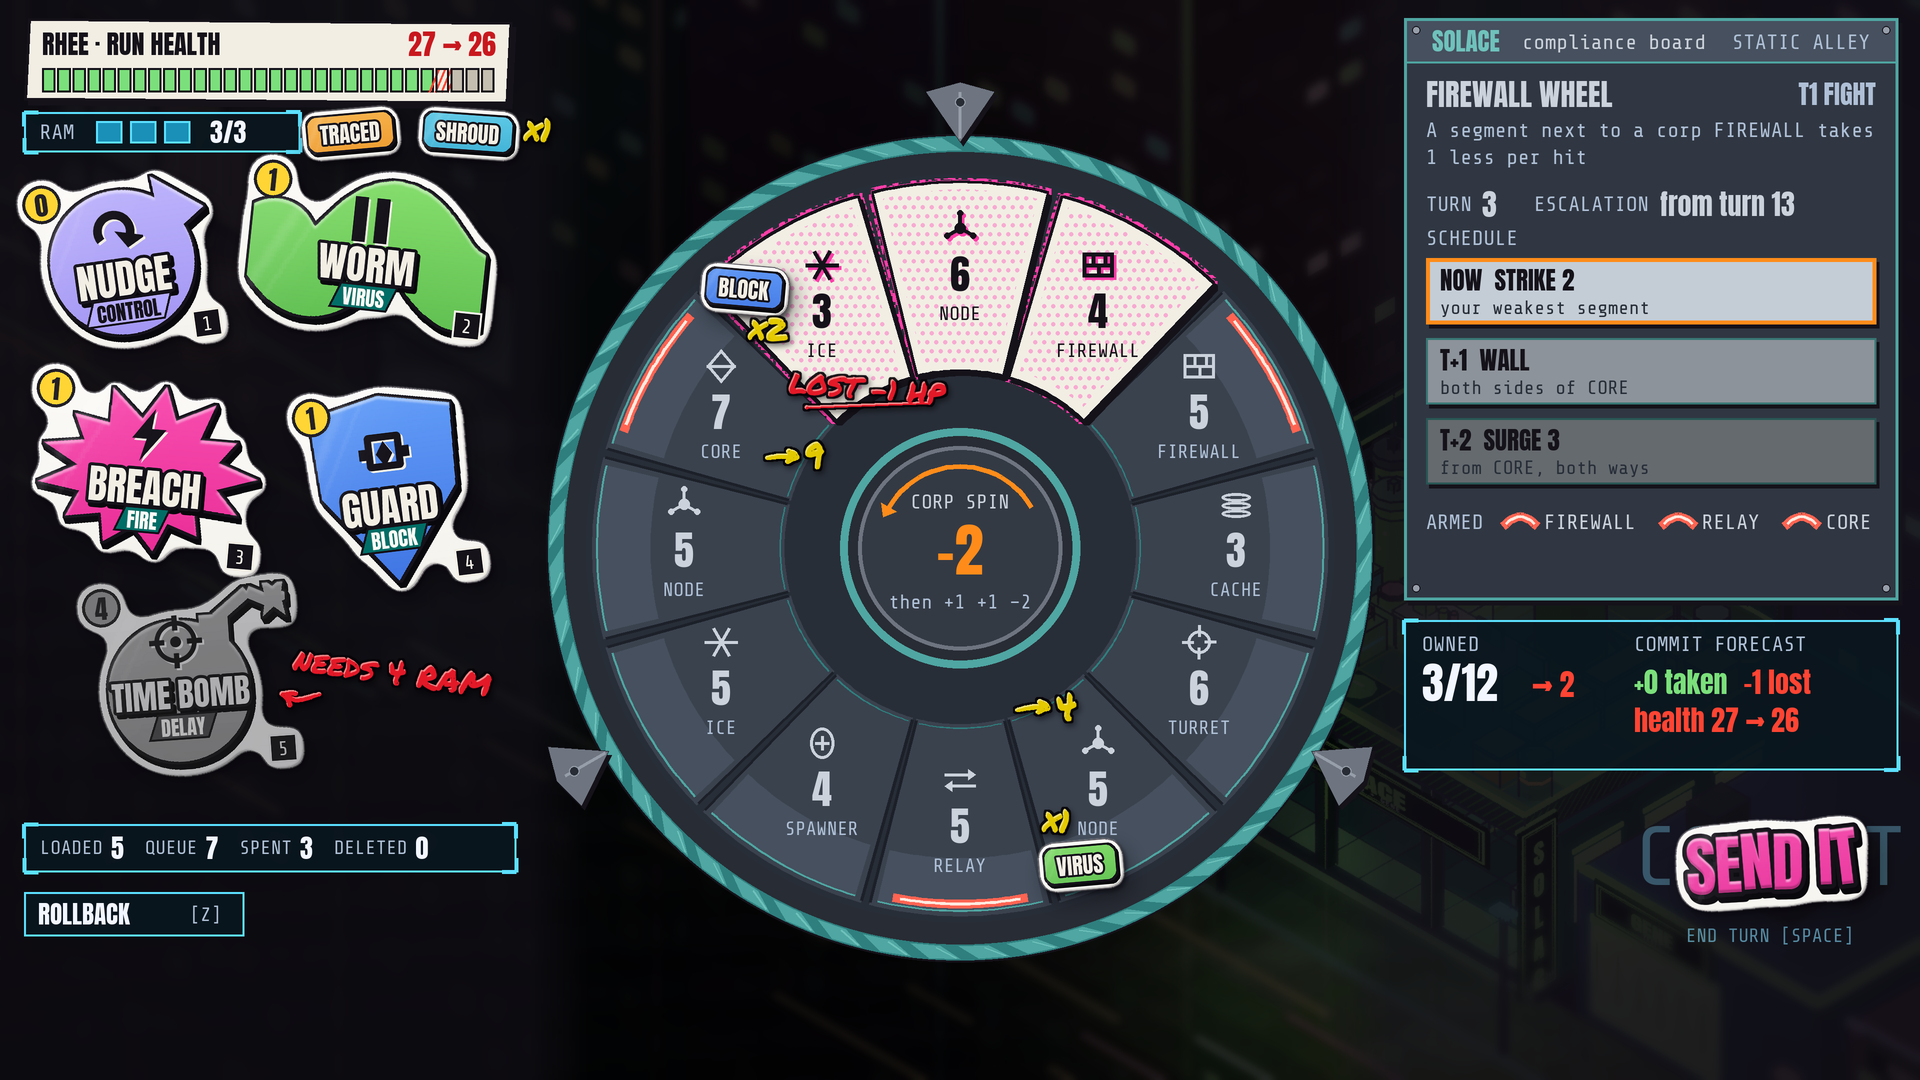 RHEE · RUN HEALTH
27 → 26
RAM 3/3
TRACED
SHROUD
x1
0
NUDGE
CONTROL
1
1
WORM
VIRUS
2
1
BREACH
FIRE
3
1
GUARD
BLOCK
4
4
TIME BOMB
DELAY
5
NEEDS 4 RAM
LOADED 5 QUEUE 7 SPENT 3 DELETED 0
ROLLBACK [Z]
BLOCK
x2
3
ICE
6
NODE
4
FIREWALL
LOST -1 HP
7
CORE
→ 9
5
FIREWALL
5
NODE
3
CACHE
5
ICE
6
TURRET
4
SPAWNER
5
RELAY
→ 4
5
NODE
x1
VIRUS
CORP SPIN
-2
then +1 +1 -2
SOLACE compliance board STATIC ALLEY
FIREWALL WHEEL T1 FIGHT
A segment next to a corp FIREWALL takes
1 less per hit
TURN 3 ESCALATION from turn 13
SCHEDULE
NOW STRIKE 2
your weakest segment
T+1 WALL
both sides of CORE
T+2 SURGE 3
from CORE, both ways
ARMED FIREWALL RELAY CORE
OWNED
3/12 → 2
COMMIT FORECAST
+0 taken -1 lost
health 27 → 26
SEND IT
END TURN [SPACE]